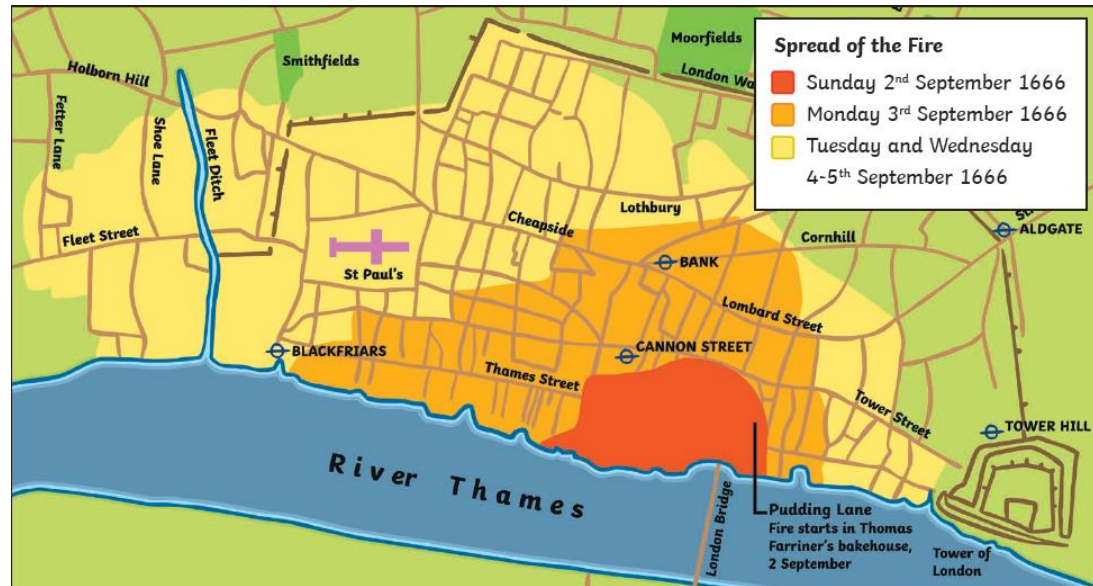 Spread of the Fire
Sunday 2nd September 1666
Monday 3rd September 1666
Tuesday and Wednesday
4-5th September 1666
Moorfields
Smithfields
Holborn Hill
Fetter Lane
Shoe Lane
Fleet Ditch
Fleet Street
St Paul's
Cheapside
Lothbury
Cornhill
ALDGATE
BANK
Lombard Street
BLACKFRIARS
CANNON STREET
Thames Street
Tower Street
TOWER HILL
River Thames
London Bridge
Pudding Lane
Fire starts in Thomas
Farriner's bakehouse,
2 September
Tower of
London
London Wa